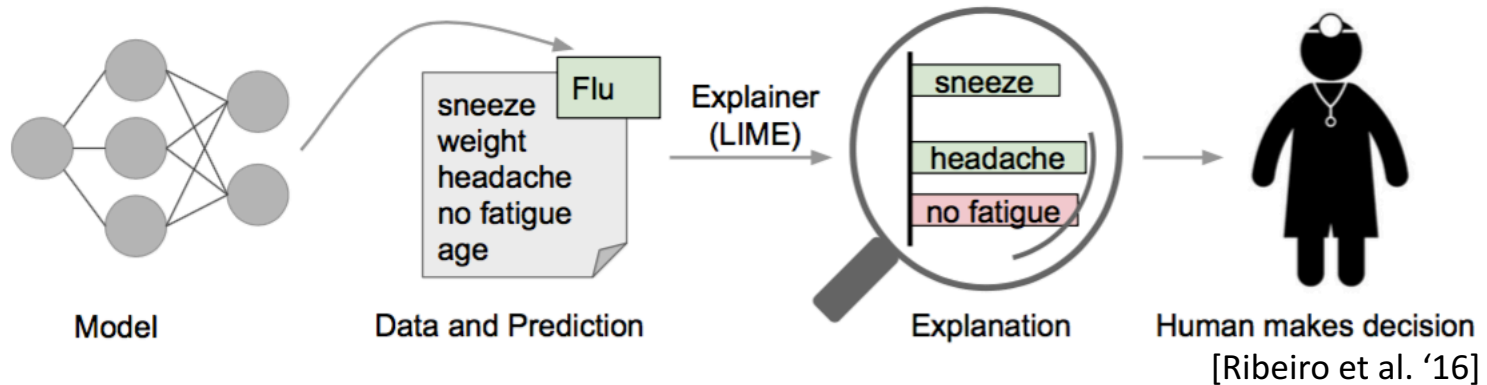 Flu
sneeze
weight
headache
no fatigue
age
Explainer
(LIME)
sneeze
headache
no fatigue
Model
Data and Prediction
Explanation
Human makes decision
[Ribeiro et al. ‘16]